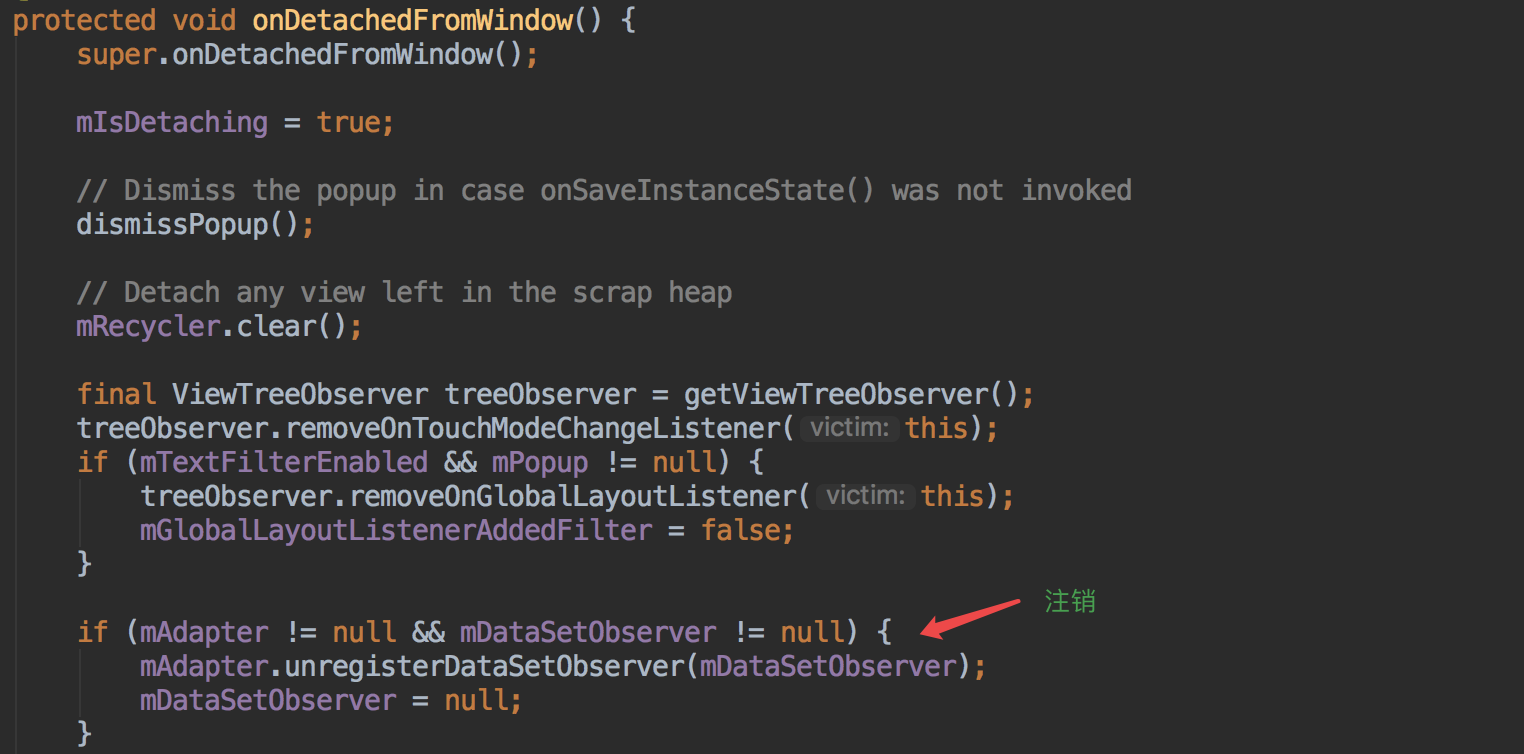 protected void onDetachedFromWindow() {
super.onDetachedFromWindow();
mIsDetaching = true;
// Dismiss the popup in case onSaveInstanceState() was not invoked
dismissPopup();
// Detach any view left in the scrap heap
mRecycler.clear();
final ViewTreeObserver treeObserver = getViewTreeObserver();
treeObserver.removeOnTouchModeChangeListener( victim: this);
if (mTextFilterEnabled && mPopup != null) {
treeObserver.removeOnGlobalLayoutListener( victim: this);
mGlobalLayoutListenerAddedFilter = false;
}
注销
if (mAdapter != null && mDataSetObserver != null) {
mAdapter.unregisterDataSetObserver(mDataSetObserver);
mDataSetObserver = null;
}